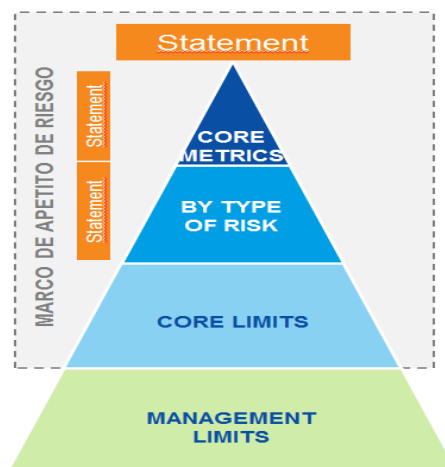 Statement
MARCO DE APETITO DE RIESGO
Statement
Statement
CORE
METRICS
BY TYPE
OF RISK
CORE LIMITS
MANAGEMENT
LIMITS